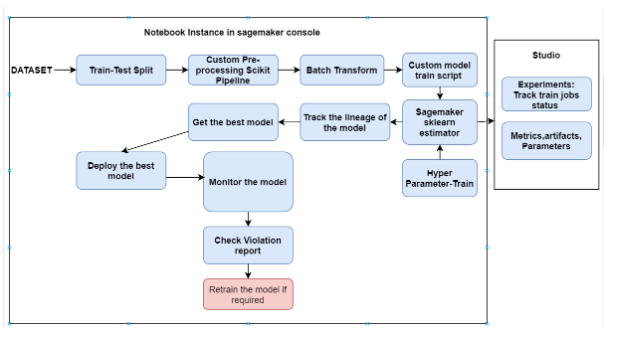 Notebook Instance in sagemaker console
DATASET
Train-Test Split
Custom Pre-
processing Scikit
Pipeline
Batch Transform
Custom model
train script
Studio
Experiments:
Track train jobs
status
Metrics,artifacts,
Parameters
Get the best model
Track the lineage of
the model
Sagemaker
sklearn
estimator
Deploy the best
model
Monitor the model
Hyper
Parameter-Train
Check Violation
report
Retrain the model if
required